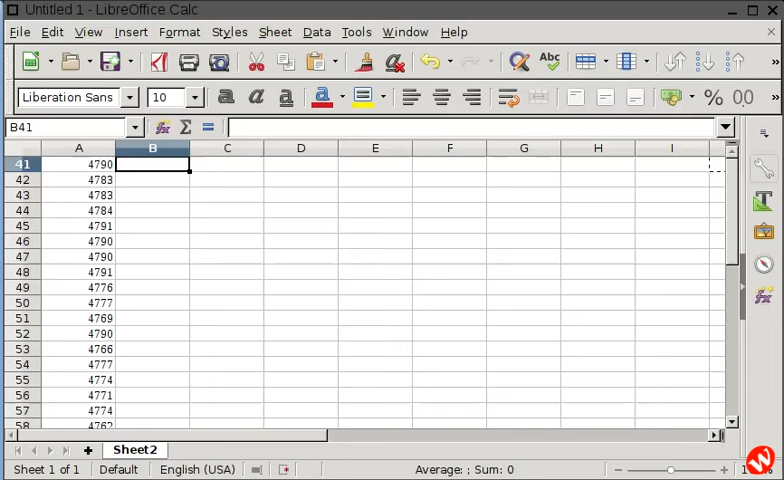 Untitled 1 - LibreOffice Calc
File Edit View Insert Format Styles Sheet Data Tools Window Help
Liberation Sans 10
B41
A B C D E F G H I
41 4790
42 4783
43 4783
44 4784
45 4791
46 4790
47 4790
48 4791
49 4776
50 4777
51 4769
52 4790
53 4766
54 4777
55 4774
56 4771
57 4774
58 4762
Sheet2
Sheet 1 of 1 Default English (USA) Average: ; Sum: 0